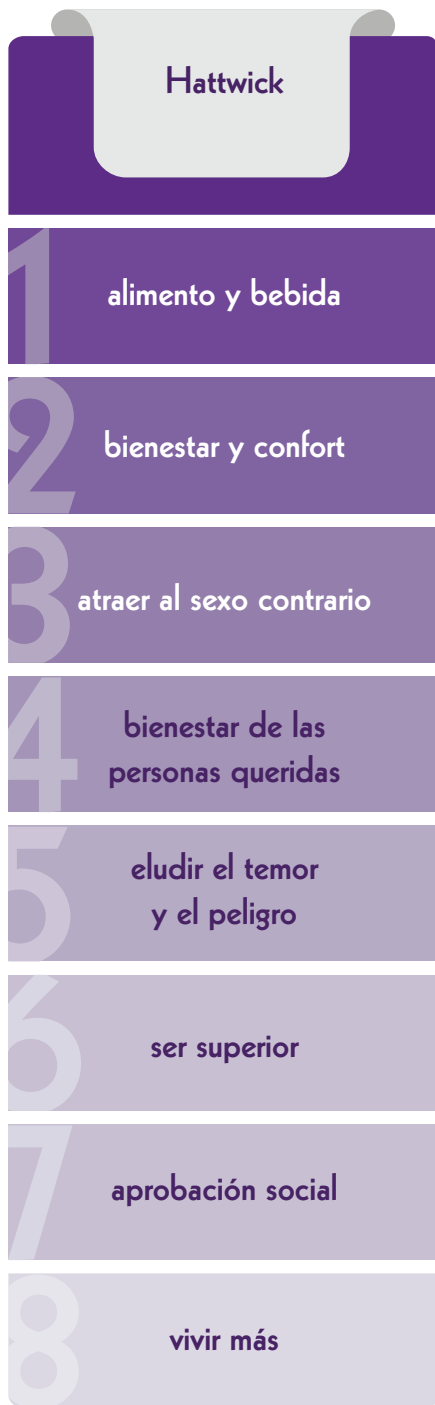 Hattwick
1
alimento y bebida
2
bienestar y confort
3
atraer al sexo contrario
4
bienestar de las
personas queridas
5
eludir el temor
y el peligro
6
ser superior
7
aprobación social
8
vivir más